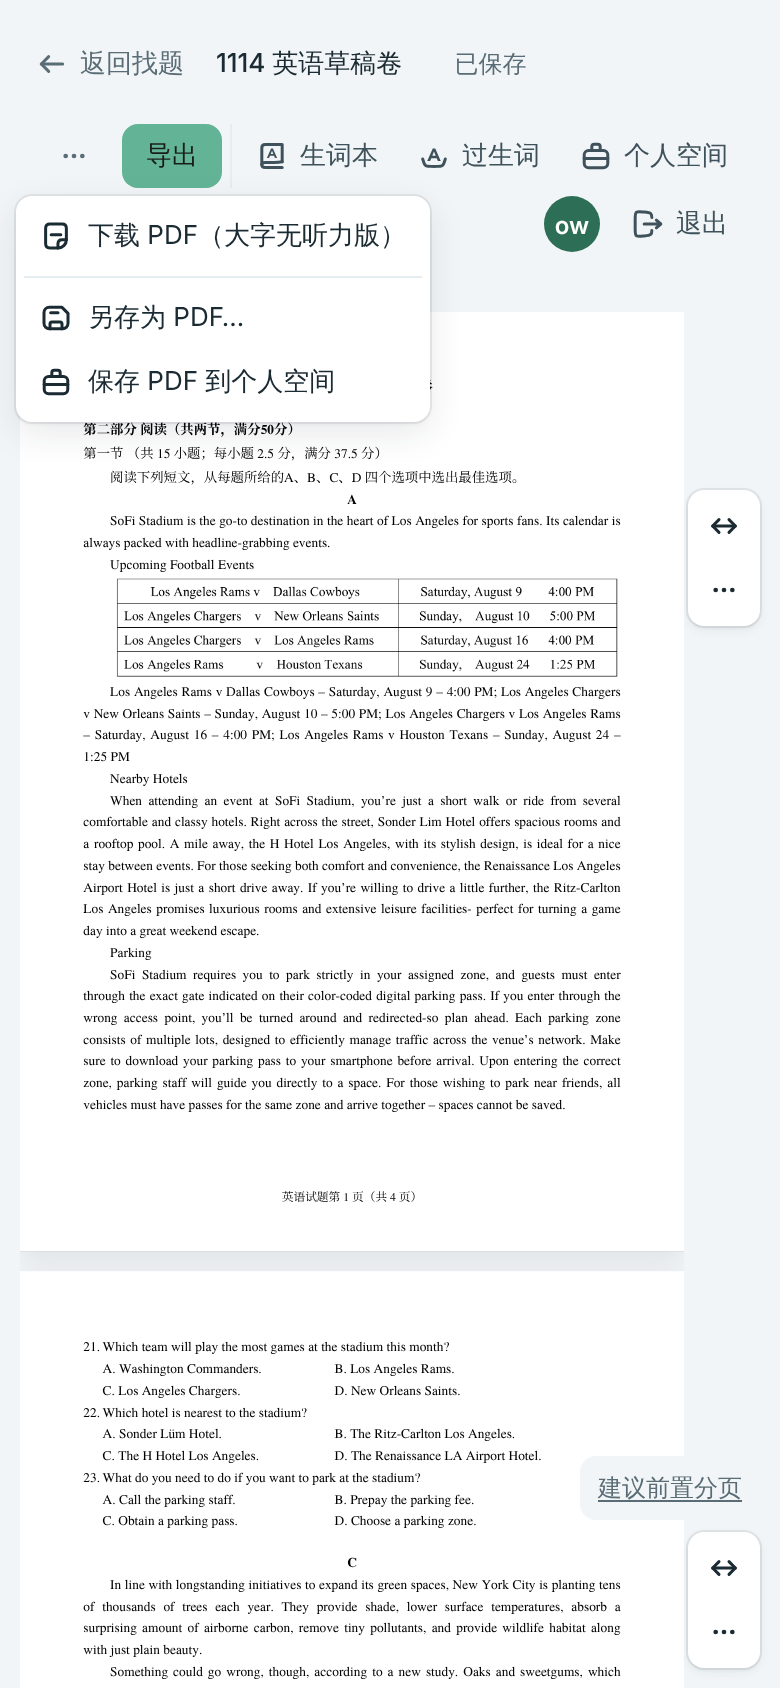 返回找题 1114 英语草稿卷 已保存
导出 生词本 过生词 个人空间
ow 退出
下载 PDF（大字无听力版）
另存为 PDF...
保存 PDF 到个人空间
第二部分 阅读（共两节，满分50分）
第一节 （共 15 小题；每小题 2.5 分，满分 37.5 分）
阅读下列短文，从每题所给的A、B、C、D 四个选项中选出最佳选项。
A
SoFi Stadium is the go-to destination in the heart of Los Angeles for sports fans. Its calendar is
always packed with headline-grabbing events.
Upcoming Football Events
Los Angeles Rams v Dallas Cowboys Saturday, August 9 4:00 PM
Los Angeles Chargers v New Orleans Saints Sunday, August 10 5:00 PM
Los Angeles Chargers v Los Angeles Rams Saturday, August 16 4:00 PM
Los Angeles Rams v Houston Texans Sunday, August 24 1:25 PM
Los Angeles Rams v Dallas Cowboys – Saturday, August 9 – 4:00 PM; Los Angeles Chargers
v New Orleans Saints – Sunday, August 10 – 5:00 PM; Los Angeles Chargers v Los Angeles Rams
– Saturday, August 16 – 4:00 PM; Los Angeles Rams v Houston Texans – Sunday, August 24 –
1:25 PM
Nearby Hotels
When attending an event at SoFi Stadium, you’re just a short walk or ride from several
comfortable and classy hotels. Right across the street, Sonder Lim Hotel offers spacious rooms and
a rooftop pool. A mile away, the H Hotel Los Angeles, with its stylish design, is ideal for a nice
stay between events. For those seeking both comfort and convenience, the Renaissance Los Angeles
Airport Hotel is just a short drive away. If you’re willing to drive a little further, the Ritz-Carlton
Los Angeles promises luxurious rooms and extensive leisure facilities- perfect for turning a game
day into a great weekend escape.
Parking
SoFi Stadium requires you to park strictly in your assigned zone, and guests must enter
through the exact gate indicated on their color-coded digital parking pass. If you enter through the
wrong access point, you’ll be turned around and redirected-so plan ahead. Each parking zone
consists of multiple lots, designed to efficiently manage traffic across the venue’s network. Make
sure to download your parking pass to your smartphone before arrival. Upon entering the correct
zone, parking staff will guide you directly to a space. For those wishing to park near friends, all
vehicles must have passes for the same zone and arrive together – spaces cannot be saved.
英语试题第 1 页（共 4 页）
21. Which team will play the most games at the stadium this month?
A. Washington Commanders. B. Los Angeles Rams.
C. Los Angeles Chargers. D. New Orleans Saints.
22. Which hotel is nearest to the stadium?
A. Sonder Lüm Hotel. B. The Ritz-Carlton Los Angeles.
C. The H Hotel Los Angeles. D. The Renaissance LA Airport Hotel.
23. What do you need to do if you want to park at the stadium?
A. Call the parking staff. B. Prepay the parking fee.
C. Obtain a parking pass. D. Choose a parking zone.
建议前置分页
C
In line with longstanding initiatives to expand its green spaces, New York City is planting tens
of thousands of trees each year. They provide shade, lower surface temperatures, absorb a
surprising amount of airborne carbon, remove tiny pollutants, and provide wildlife habitat along
with just plain beauty.
Something could go wrong, though, according to a new study. Oaks and sweetgums, which